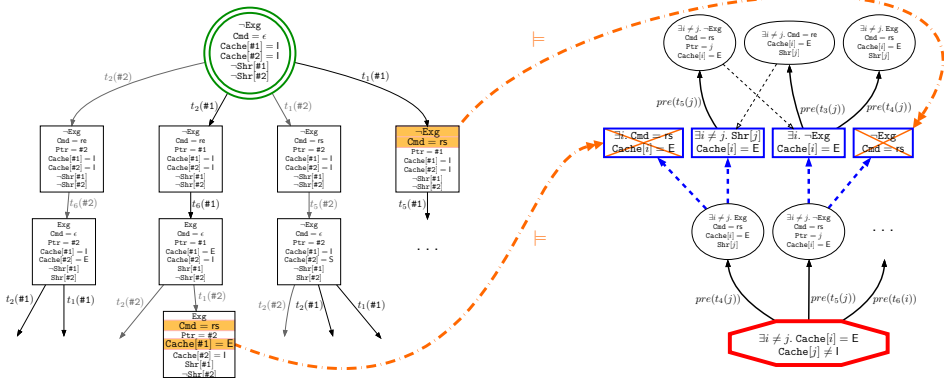 ¬Exg
Cmd = ϵ
Cache[#1] = I
Cache[#2] = I
¬Shr[#1]
¬Shr[#2]
t₂(#2)
t₂(#1)
t₁(#2)
t₁(#1)
¬Exg
Cmd = re
Ptr = #2
Cache[#1] = I
Cache[#2] = I
¬Shr[#1]
¬Shr[#2]
¬Exg
Cmd = re
Ptr = #1
Cache[#1] = I
Cache[#2] = I
¬Shr[#1]
¬Shr[#2]
¬Exg
Cmd = rs
Ptr = #2
Cache[#1] = I
Cache[#2] = I
¬Shr[#1]
¬Shr[#2]
¬Exg
Cmd = rs
Ptr = #1
Cache[#1] = I
Cache[#2] = I
¬Shr[#1]
¬Shr[#2]
t₆(#2)
t₆(#1)
t₅(#2)
t₅(#1)
Exg
Cmd = ϵ
Ptr = #2
Cache[#1] = I
Cache[#2] = E
¬Shr[#1]
Shr[#2]
Exg
Cmd = ϵ
Ptr = #1
Cache[#1] = E
Cache[#2] = I
Shr[#1]
¬Shr[#2]
¬Exg
Cmd = ϵ
Ptr = #2
Cache[#1] = I
Cache[#2] = S
¬Shr[#1]
Shr[#2]
. . .
t₂(#1)
t₁(#1)
t₂(#2)
t₁(#2)
t₂(#2)
t₂(#1)
t₁(#1)
Exg
Cmd = rs
Ptr = #2
Cache[#1] = E
Cache[#2] = I
Shr[#1]
¬Shr[#2]
⊨
⊨
∃i ≠ j. ¬Exg
Cmd = rs
Ptr = j
Cache[i] = E
∃i ≠ j. Cmd = re
Cache[i] = E
Shr[j]
∃i ≠ j. Exg
Cmd = rs
Cache[i] = E
Shr[j]
pre(t₅(j))
pre(t₃(j))
pre(t₄(j))
∃i. Cmd = rs
Cache[i] = E
∃i ≠ j. Shr[j]
Cache[i] = E
∃i. ¬Exg
Cache[i] = E
¬Exg
Cmd = rs
∃i ≠ j. Exg
Cmd = rs
Cache[i] = E
Shr[j]
∃i ≠ j. ¬Exg
Cmd = rs
Ptr = j
Cache[i] = E
. . .
pre(t₄(j))
pre(t₅(j))
pre(t₆(i))
∃i ≠ j. Cache[i] = E
Cache[j] ≠ I